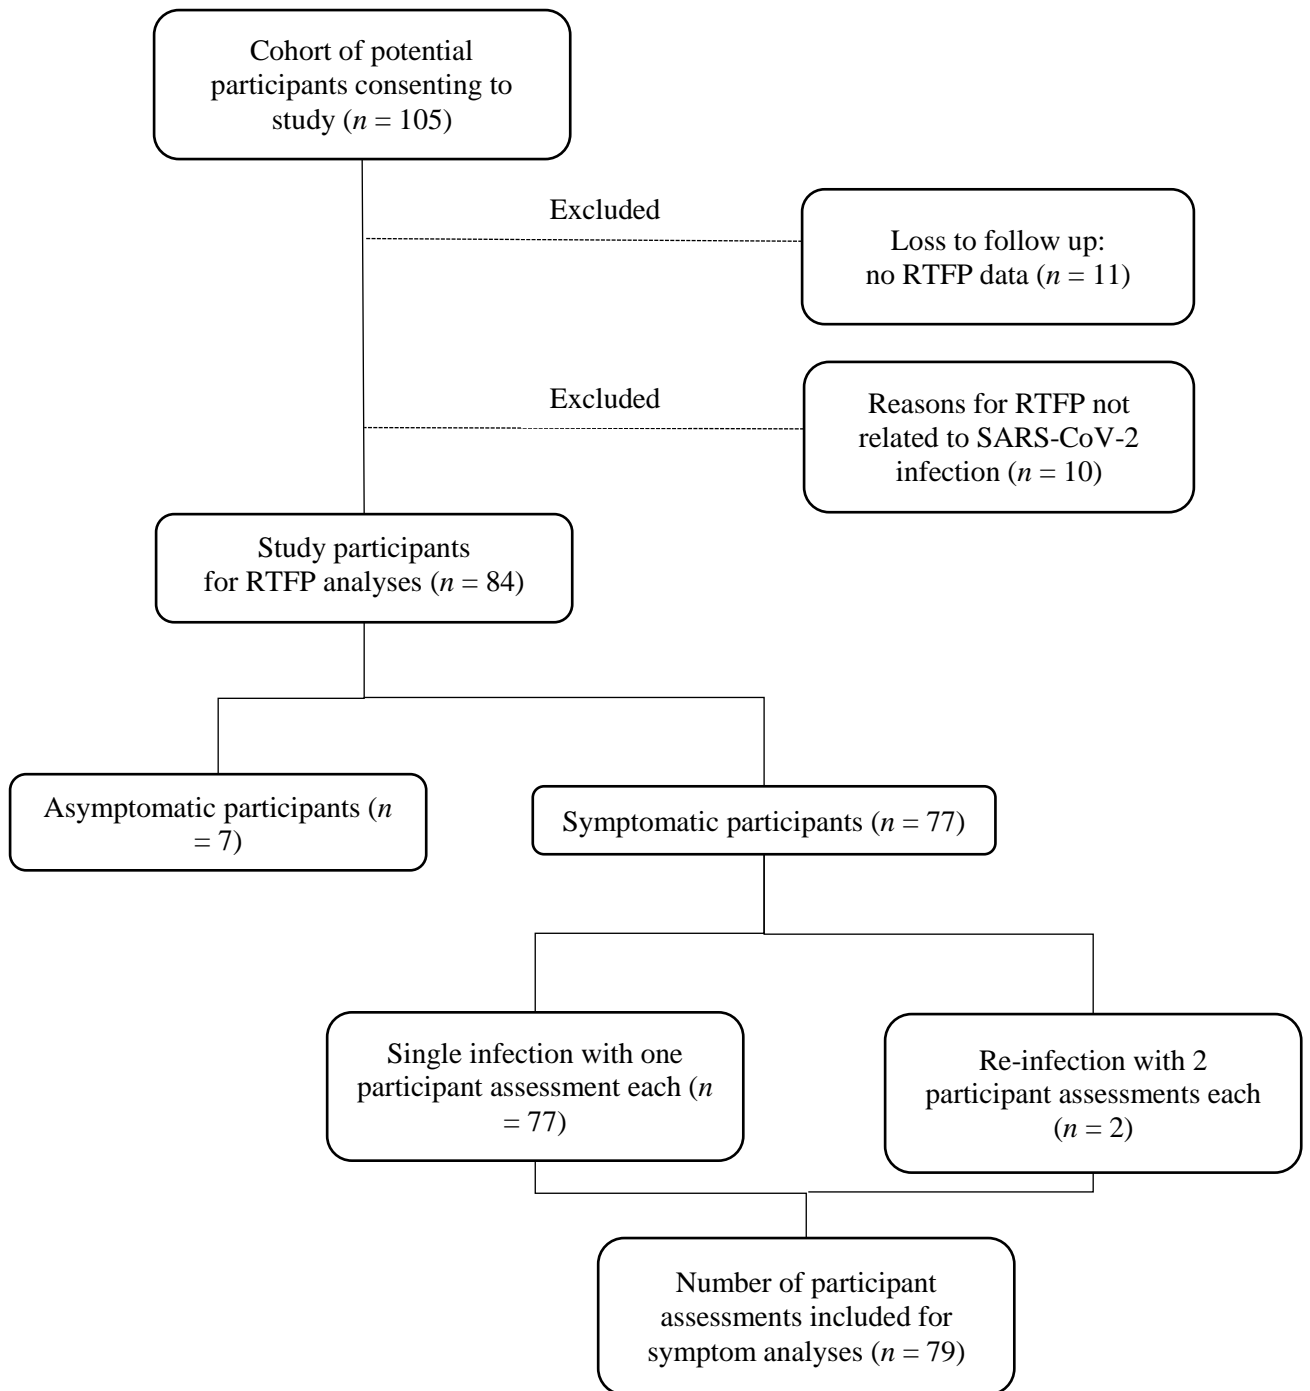 Cohort of potential
participants consenting to
study (n = 105)
Excluded
Loss to follow up:
no RTFP data (n = 11)
Excluded
Reasons for RTFP not
related to SARS-CoV-2
infection (n = 10)
Study participants
for RTFP analyses (n = 84)
Asymptomatic participants (n
= 7)
Symptomatic participants (n = 77)
Single infection with one
participant assessment each (n
= 77)
Re-infection with 2
participant assessments each
(n = 2)
Number of participant
assessments included for
symptom analyses (n = 79)